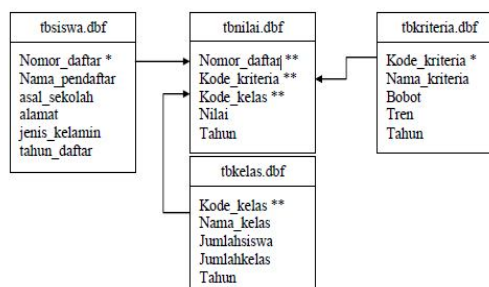 tbsiswa.dbf
Nomor_daftar *
Nama_pendaftar
asal_sekolah
alamat
jenis_kelamin
tahun_daftar
tbnilai.dbf
Nomor_daftar **
Kode_kriteria **
Kode_kelas **
Nilai
Tahun
tbkriteria.dbf
Kode_kriteria *
Nama_kriteria
Bobot
Tren
Tahun
tbkelas.dbf
Kode_kelas **
Nama_kelas
Jumlahsiswa
Jumlahkelas
Tahun